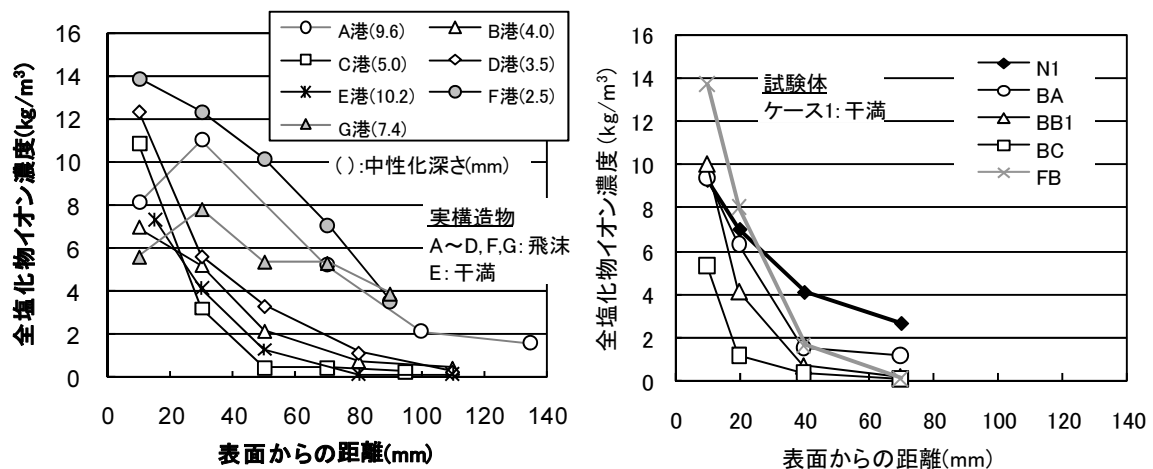 16
14
12
10
8
6
4
2
0
全塩化物イオン濃度(kg/m³)
A港(9.6) B港(4.0)
C港(5.0) D港(3.5)
E港(10.2) F港(2.5)
G港(7.4)
( ):中性化深さ(mm)
実構造物
A～D,F,G: 飛沫
E: 干満
0 20 40 60 80 100 120 140
表面からの距離(mm)
16
14
12
10
8
6
4
2
0
全塩化物イオン濃度 (kg/m³)
試験体
ケース1: 干満
N1
BA
BB1
BC
FB
0 20 40 60 80 100 120 140
表面からの距離(mm)